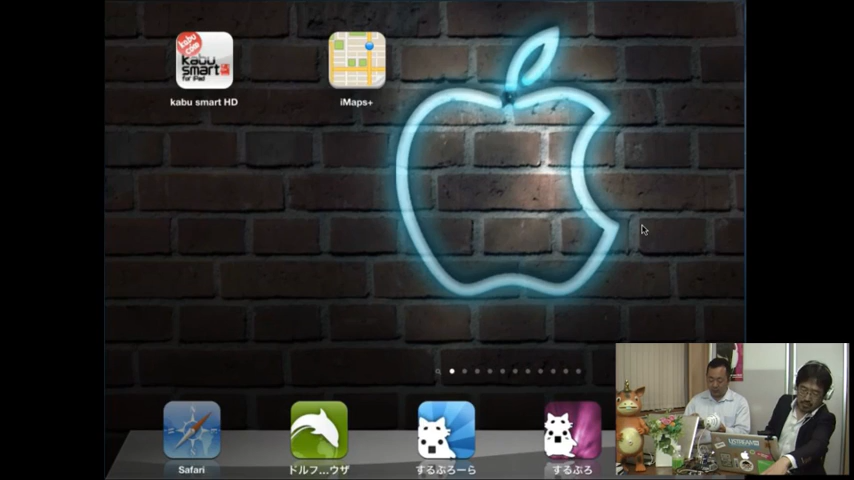 kabu.com
kabu
smart
for iPad
kabu smart HD
iMaps+
Safari
ドルフ...ウザ
するぷろーら
するぷろ
USTREAM